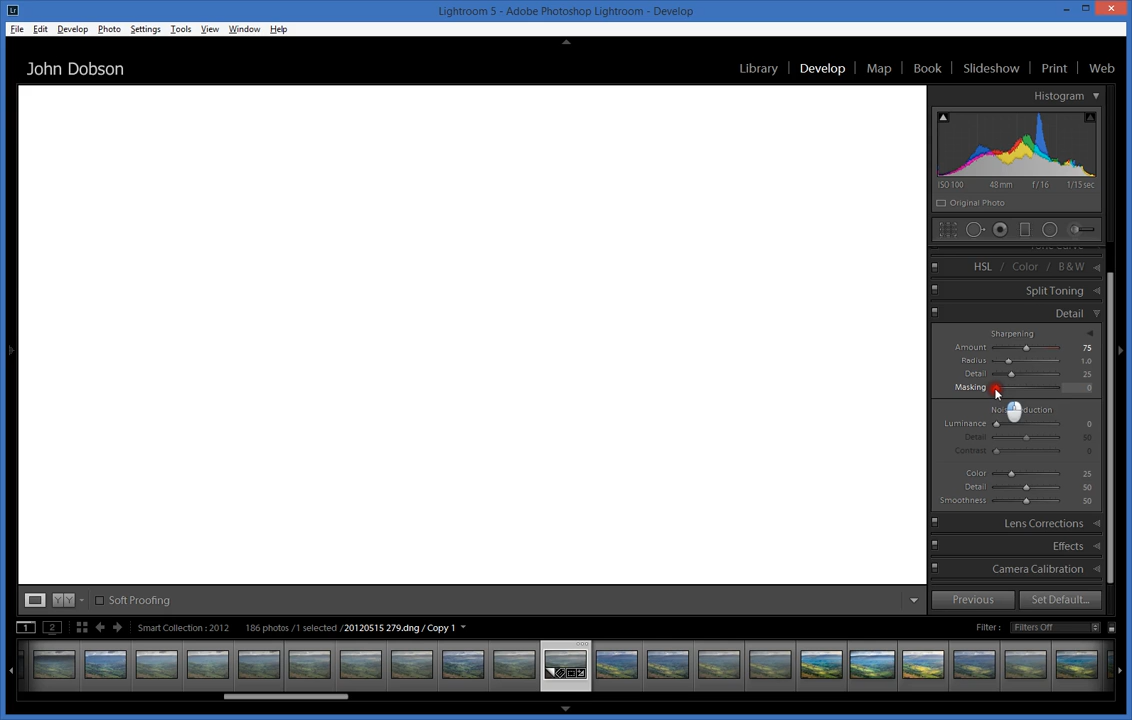 Lr
Lightroom 5 - Adobe Photoshop Lightroom - Develop
File Edit Develop Photo Settings Tools View Window Help
John Dobson
Library | Develop | Map | Book | Slideshow | Print | Web
Histogram
ISO 100 48 mm f / 16 1/15 sec
Original Photo
Tone Curve
HSL / Color / B & W
Split Toning
Detail
Sharpening
Amount 75
Radius 1.0
Detail 25
Masking 0
Luminance 0
Detail 50
Contrast 0
Color 25
Detail 50
Smoothness 50
Lens Corrections
Effects
Camera Calibration
Y Y Soft Proofing
Previous Set Default...
1 2 Smart Collection : 2012 186 photos / 1 selected / 20120515 279.dng / Copy 1 Filter : Filters Off